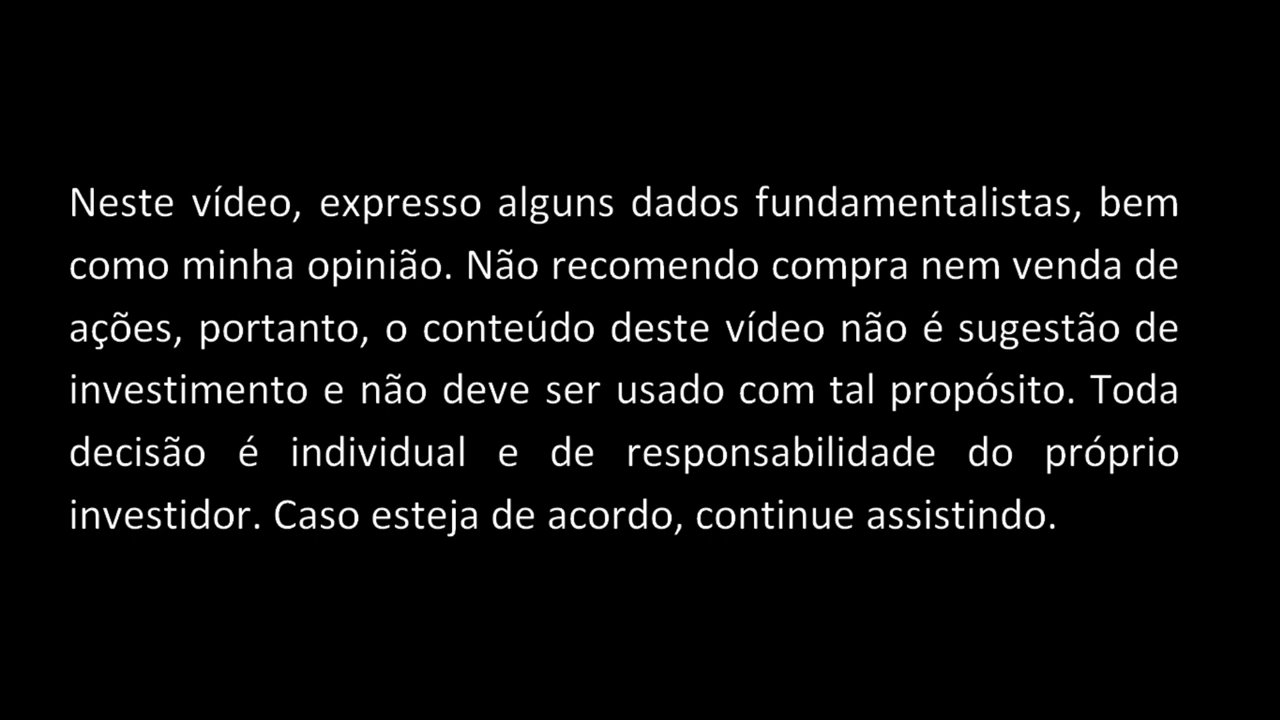 Neste vídeo, expresso alguns dados fundamentalistas, bem
como minha opinião. Não recomendo compra nem venda de
ações, portanto, o conteúdo deste vídeo não é sugestão de
investimento e não deve ser usado com tal propósito. Toda
decisão é individual e de responsabilidade do próprio
investidor. Caso esteja de acordo, continue assistindo.